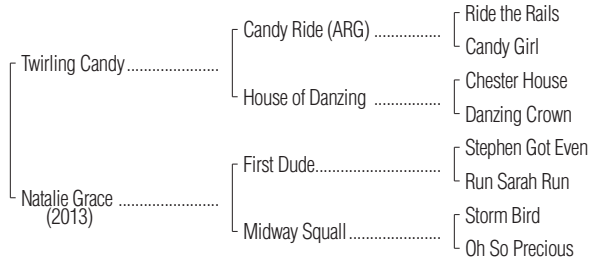 Ride the Rails
Candy Ride (ARG) ................
Candy Girl
Twirling Candy ......................
Chester House
House of Danzing ................
Danzing Crown
Stephen Got Even
First Dude..............................
Run Sarah Run
Natalie Grace ........................
(2013)
Storm Bird
Midway Squall ......................
Oh So Precious